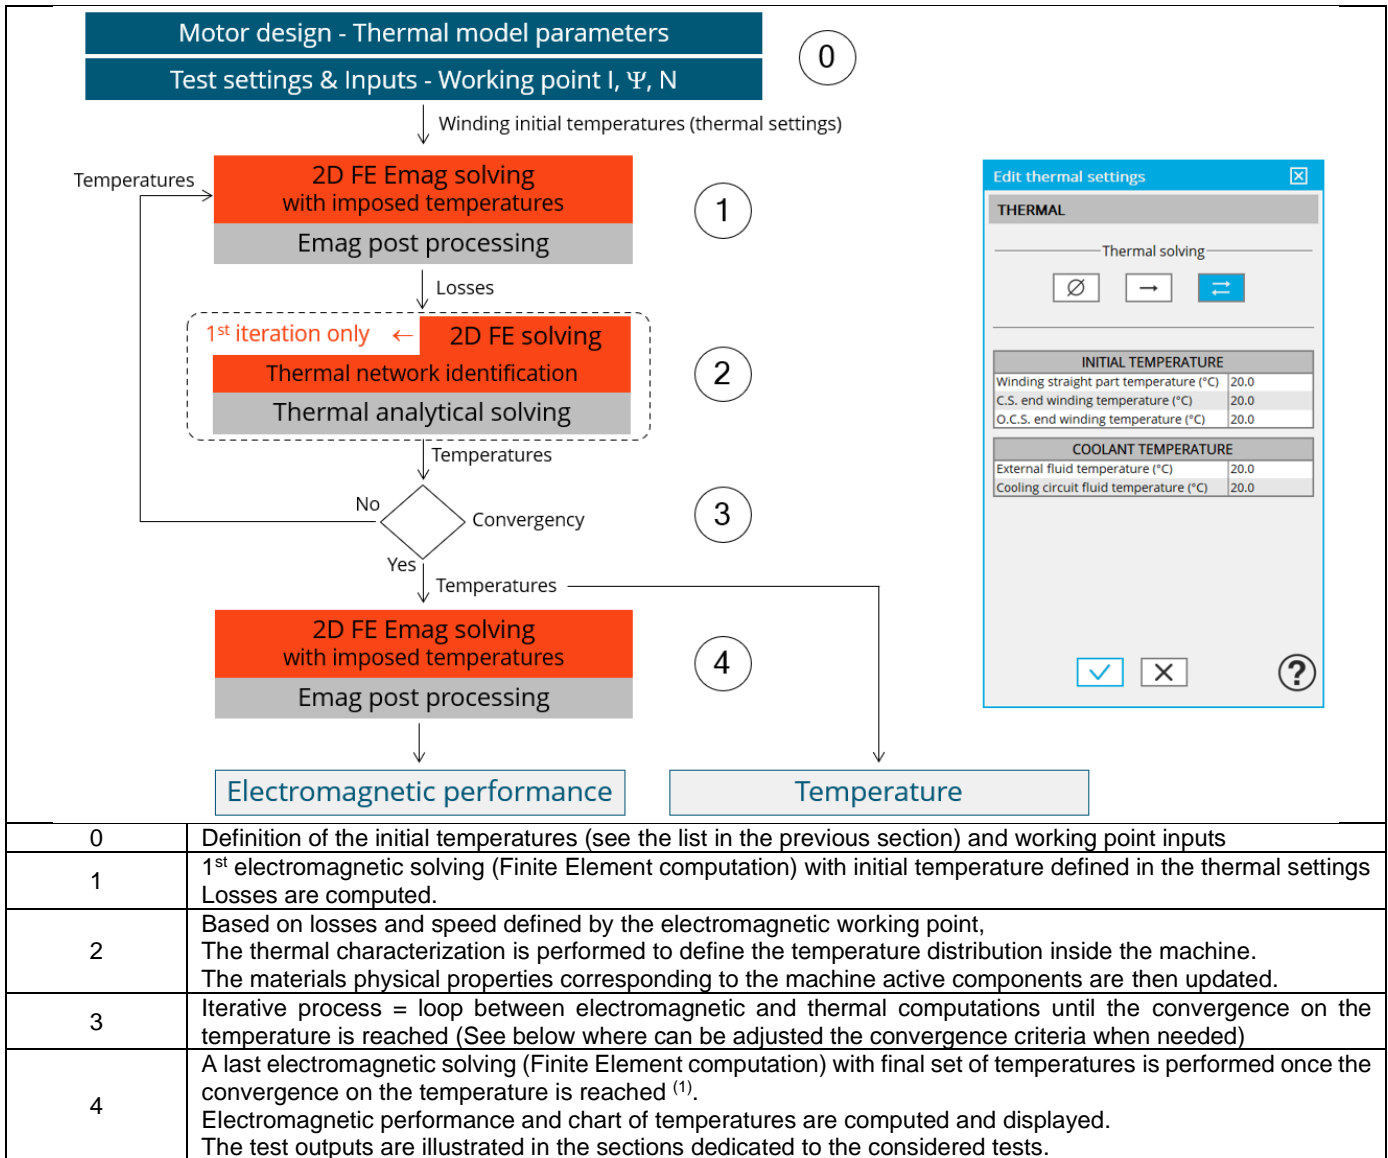 Motor design - Thermal model parameters
0
Test settings & Inputs - Working point I, Ψ, N
Winding initial temperatures (thermal settings)
Temperatures
2D FE Emag solving
with imposed temperatures
Emag post processing
1
Losses
1st iteration only ← 2D FE solving
Thermal network identification
Thermal analytical solving
2
Temperatures
No
Convergency
3
Yes
Temperatures
2D FE Emag solving
with imposed temperatures
Emag post processing
4
Electromagnetic performance
Temperature
Edit thermal settings
THERMAL
Thermal solving
INITIAL TEMPERATURE
Winding straight part temperature (°C) 20.0
C.S. end winding temperature (°C) 20.0
O.C.S. end winding temperature (°C) 20.0
COOLANT TEMPERATURE
External fluid temperature (°C) 20.0
Cooling circuit fluid temperature (°C) 20.0
?
0 Definition of the initial temperatures (see the list in the previous section) and working point inputs
1 1st electromagnetic solving (Finite Element computation) with initial temperature defined in the thermal settings
Losses are computed.
2 Based on losses and speed defined by the electromagnetic working point,
The thermal characterization is performed to define the temperature distribution inside the machine.
The materials physical properties corresponding to the machine active components are then updated.
3 Iterative process = loop between electromagnetic and thermal computations until the convergence on the
temperature is reached (See below where can be adjusted the convergence criteria when needed)
4 A last electromagnetic solving (Finite Element computation) with final set of temperatures is performed once the
convergence on the temperature is reached (1).
Electromagnetic performance and chart of temperatures are computed and displayed.
The test outputs are illustrated in the sections dedicated to the considered tests.